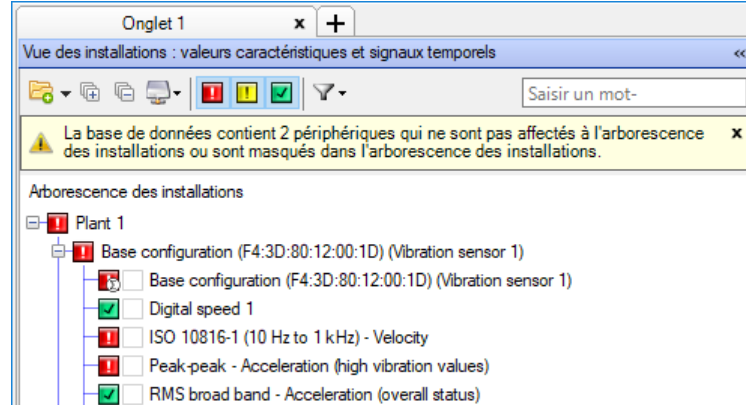 Onglet 1 x +
Vue des installations : valeurs caractéristiques et signaux temporels «
Saisir un mot-
La base de données contient 2 périphériques qui ne sont pas affectés à l'arborescence x
des installations ou sont masqués dans l'arborescence des installations.
Arborescence des installations
Plant 1
Base configuration (F4:3D:80:12:00:1D) (Vibration sensor 1)
Base configuration (F4:3D:80:12:00:1D) (Vibration sensor 1)
Digital speed 1
ISO 10816-1 (10 Hz to 1 kHz) - Velocity
Peak-peak - Acceleration (high vibration values)
RMS broad band - Acceleration (overall status)